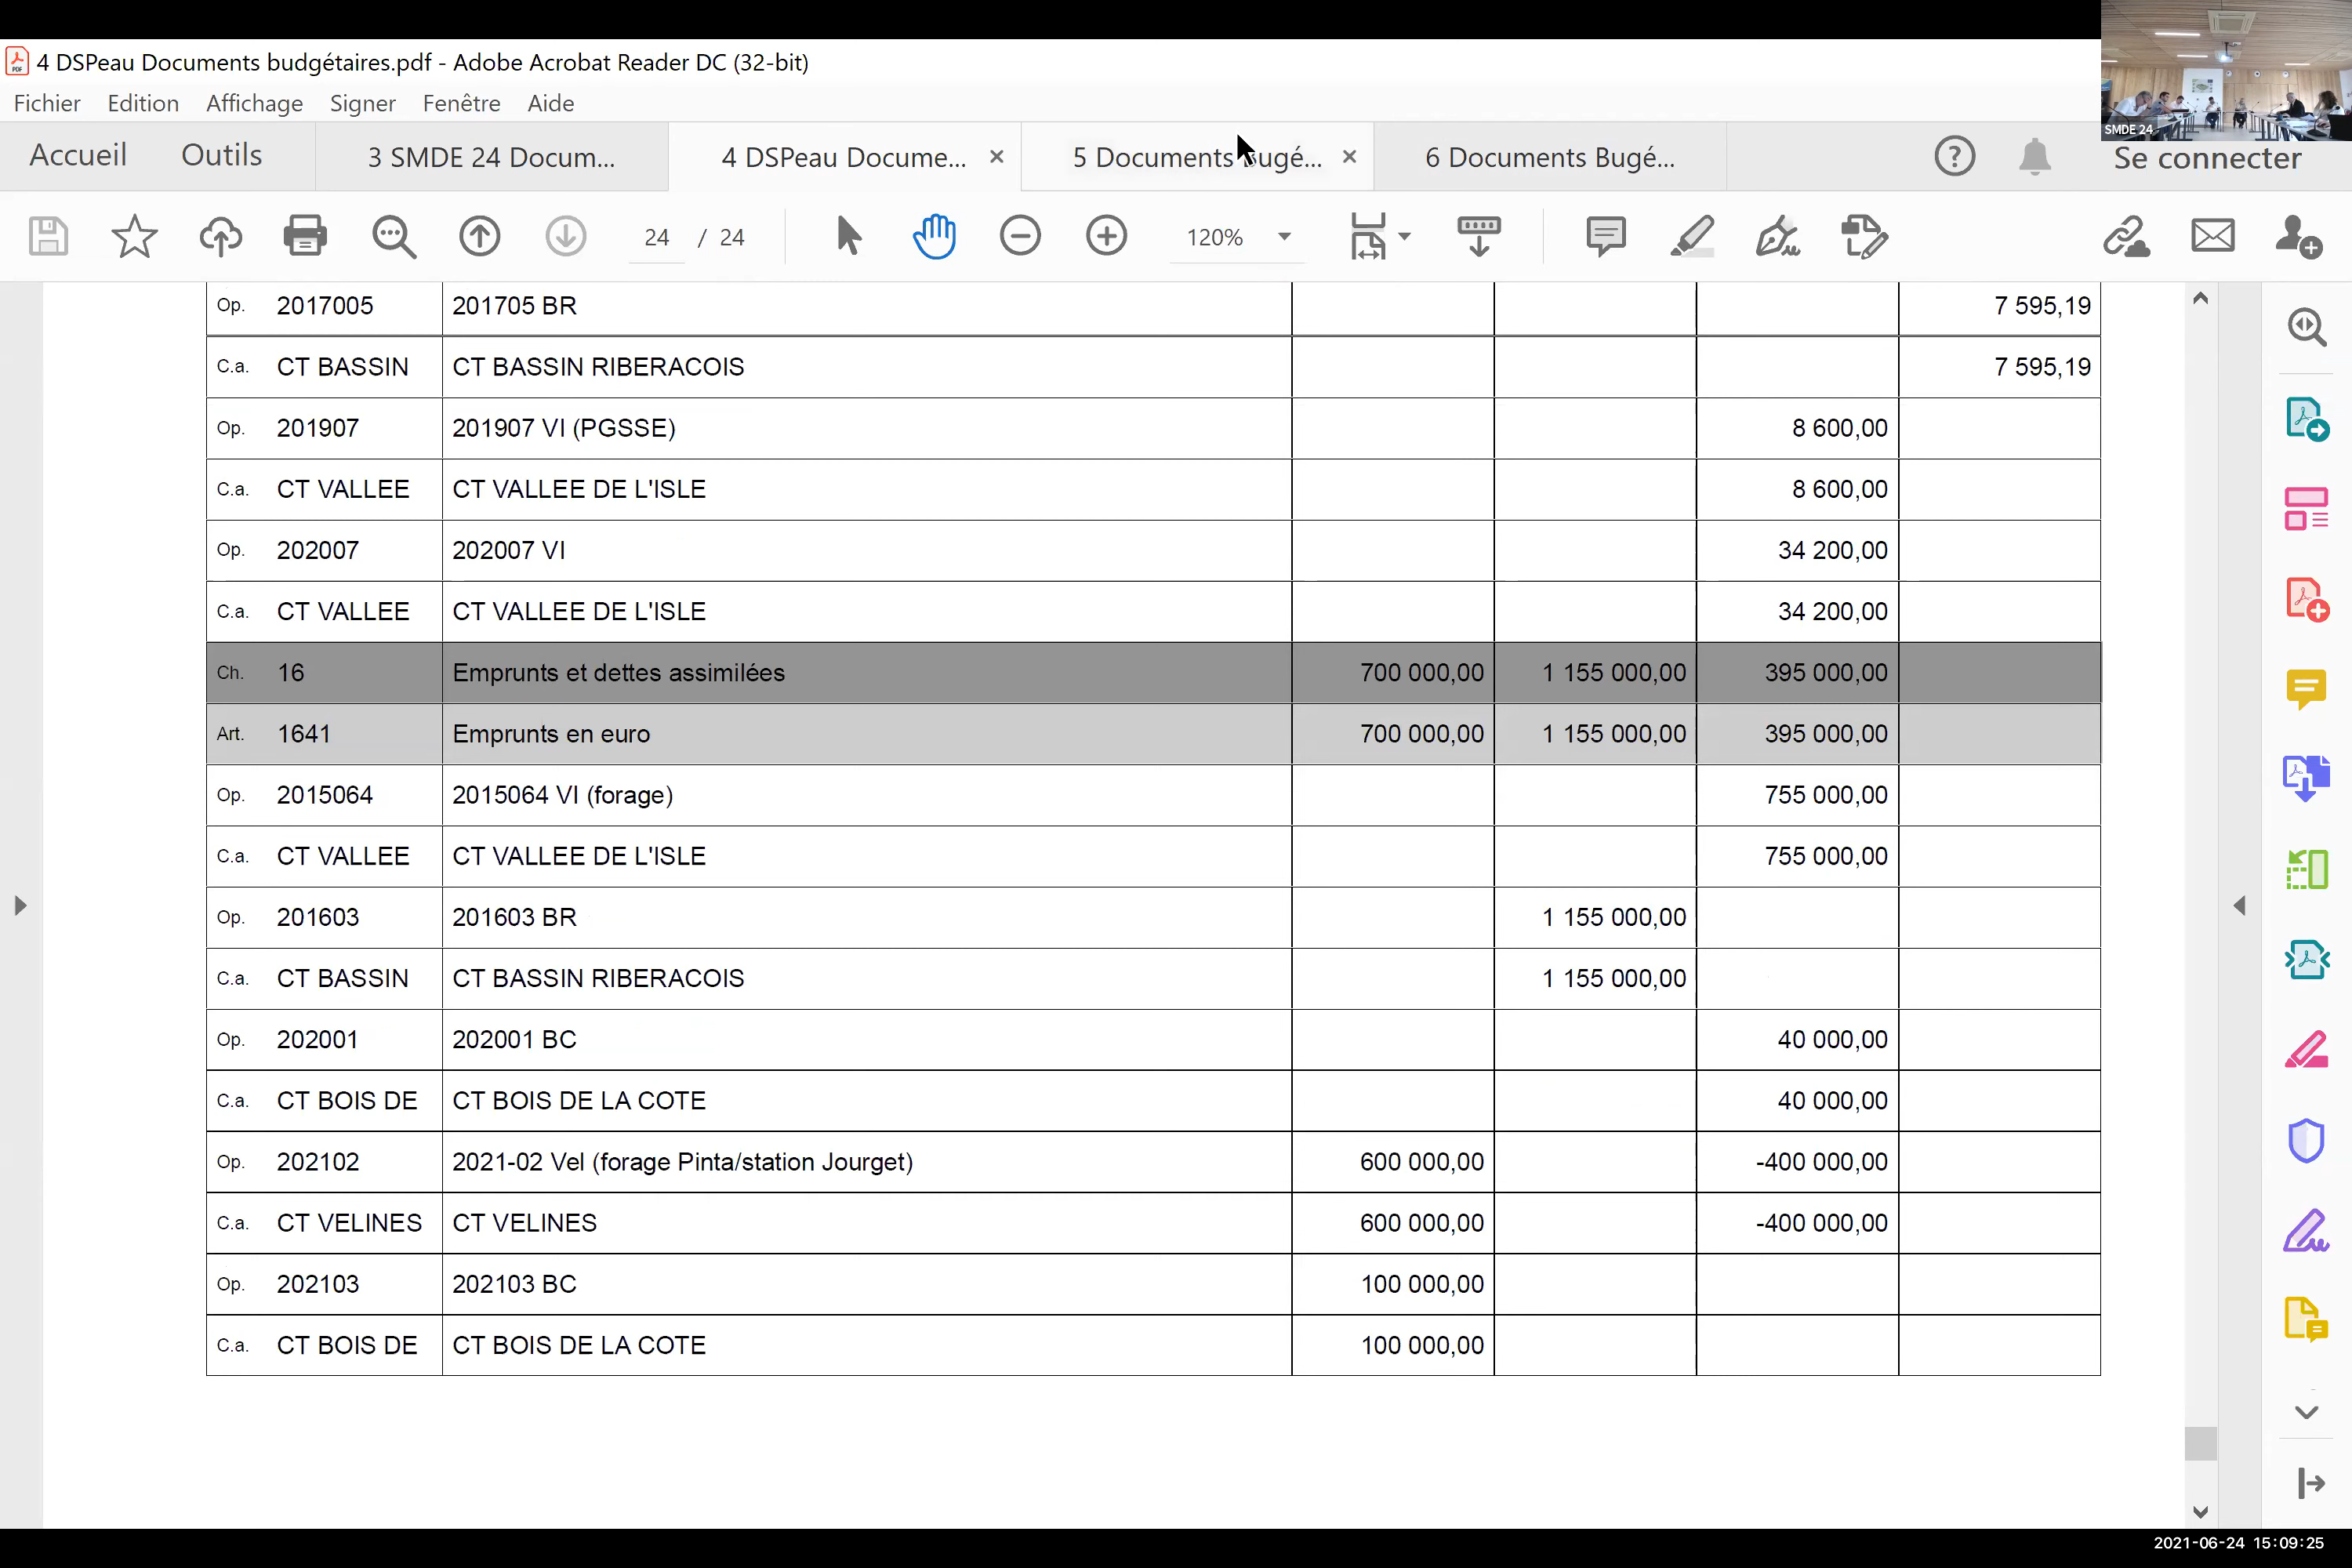 4 DSPeau Documents budgétaires.pdf - Adobe Acrobat Reader DC (32-bit)
Fichier Edition Affichage Signer Fenêtre Aide
SMDE 24
Accueil Outils 3 SMDE 24 Docum... 4 DSPeau Docume... 5 Documents Bugé... 6 Documents Bugé... Se connecter
24 / 24 120%
Op. 2017005 201705 BR 7 595,19
C.a. CT BASSIN CT BASSIN RIBERACOIS 7 595,19
Op. 201907 201907 VI (PGSSE) 8 600,00
C.a. CT VALLEE CT VALLEE DE L'ISLE 8 600,00
Op. 202007 202007 VI 34 200,00
C.a. CT VALLEE CT VALLEE DE L'ISLE 34 200,00
Ch. 16 Emprunts et dettes assimilées 700 000,00 1 155 000,00 395 000,00
Art. 1641 Emprunts en euro 700 000,00 1 155 000,00 395 000,00
Op. 2015064 2015064 VI (forage) 755 000,00
C.a. CT VALLEE CT VALLEE DE L'ISLE 755 000,00
Op. 201603 201603 BR 1 155 000,00
C.a. CT BASSIN CT BASSIN RIBERACOIS 1 155 000,00
Op. 202001 202001 BC 40 000,00
C.a. CT BOIS DE CT BOIS DE LA COTE 40 000,00
Op. 202102 2021-02 Vel (forage Pinta/station Jourget) 600 000,00 -400 000,00
C.a. CT VELINES CT VELINES 600 000,00 -400 000,00
Op. 202103 202103 BC 100 000,00
C.a. CT BOIS DE CT BOIS DE LA COTE 100 000,00
2021-06-24 15:09:25